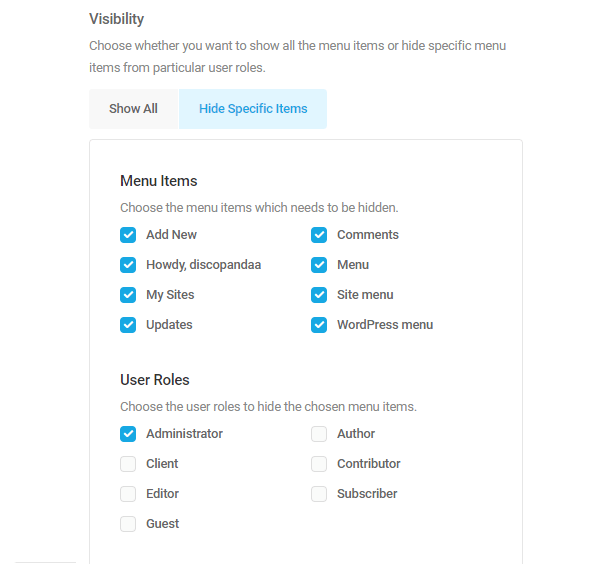 Visibility
Choose whether you want to show all the menu items or hide specific menu
items from particular user roles.
Show All
Hide Specific Items
Menu Items
Choose the menu items which needs to be hidden.
Add New
Comments
Howdy, discopandaa
Menu
My Sites
Site menu
Updates
WordPress menu
User Roles
Choose the user roles to hide the chosen menu items.
Administrator
Author
Client
Contributor
Editor
Subscriber
Guest